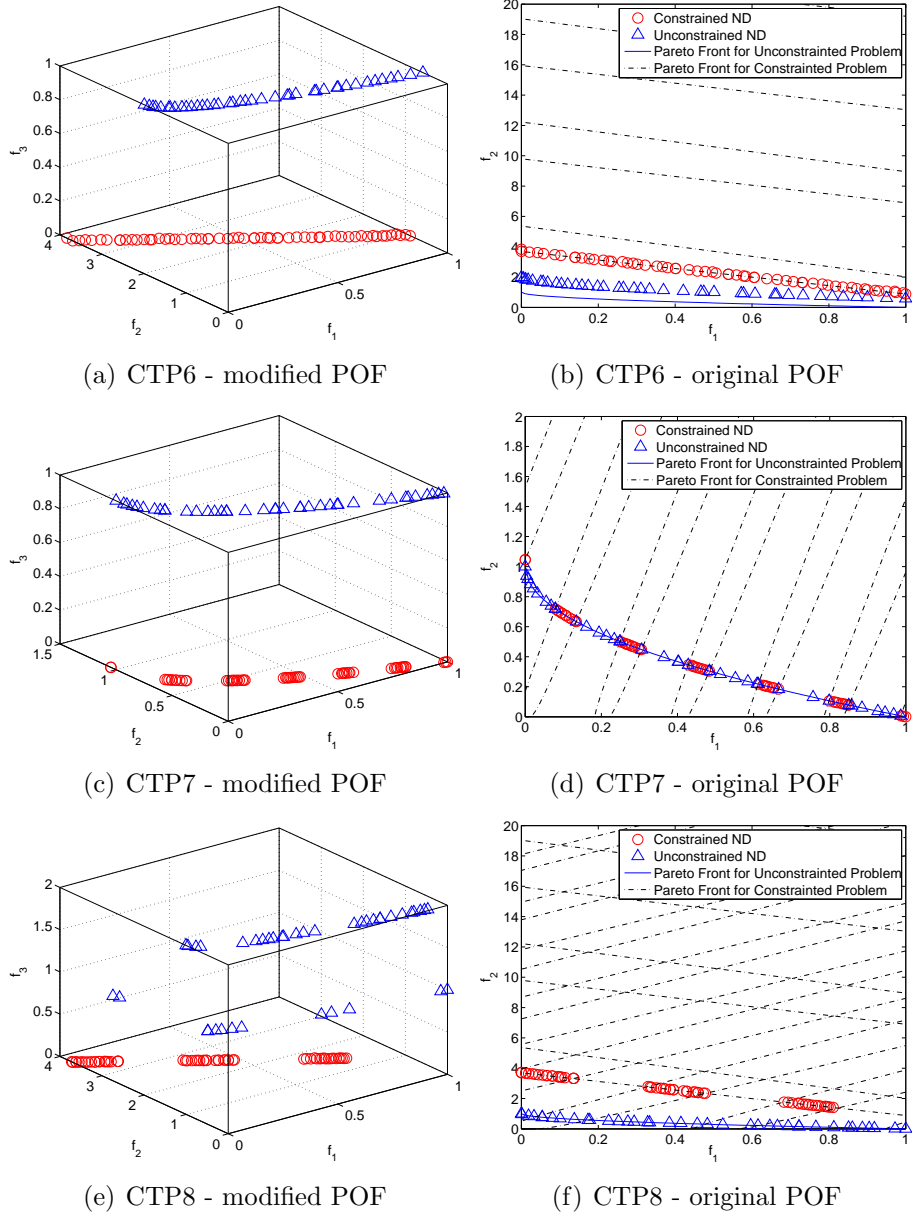 1
0.8
0.6
0.4
0.2
0
f3
4
3
2
1
0
f2
0
0.5
1
f1
(a) CTP6 - modified POF
20
18
16
14
12
10
8
6
4
2
0
f2
0
0.2
0.4
0.6
0.8
1
f1
Constrained ND
Unconstrained ND
Pareto Front for Unconstrainted Problem
Pareto Front for Constrainted Problem
(b) CTP6 - original POF
1
0.8
0.6
0.4
0.2
0
f3
1.5
1
0.5
0
f2
0
0.5
1
f1
(c) CTP7 - modified POF
2
1.6
1.2
0.8
0.4
0.2
0
f2
0
0.2
0.4
0.6
0.8
1
f1
Constrained ND
Unconstrained ND
Pareto Front for Unconstrainted Problem
Pareto Front for Constrainted Problem
(d) CTP7 - original POF
2
1.5
1
0.5
0
f3
4
3
2
1
0
f2
0
0.5
1
f1
(e) CTP8 - modified POF
20
18
16
14
12
10
8
6
4
2
0
f2
0
0.2
0.4
0.6
0.8
1
f1
Constrained ND
Unconstrained ND
Pareto Front for Unconstrainted Problem
Pareto Front for Constrainted Problem
(f) CTP8 - original POF